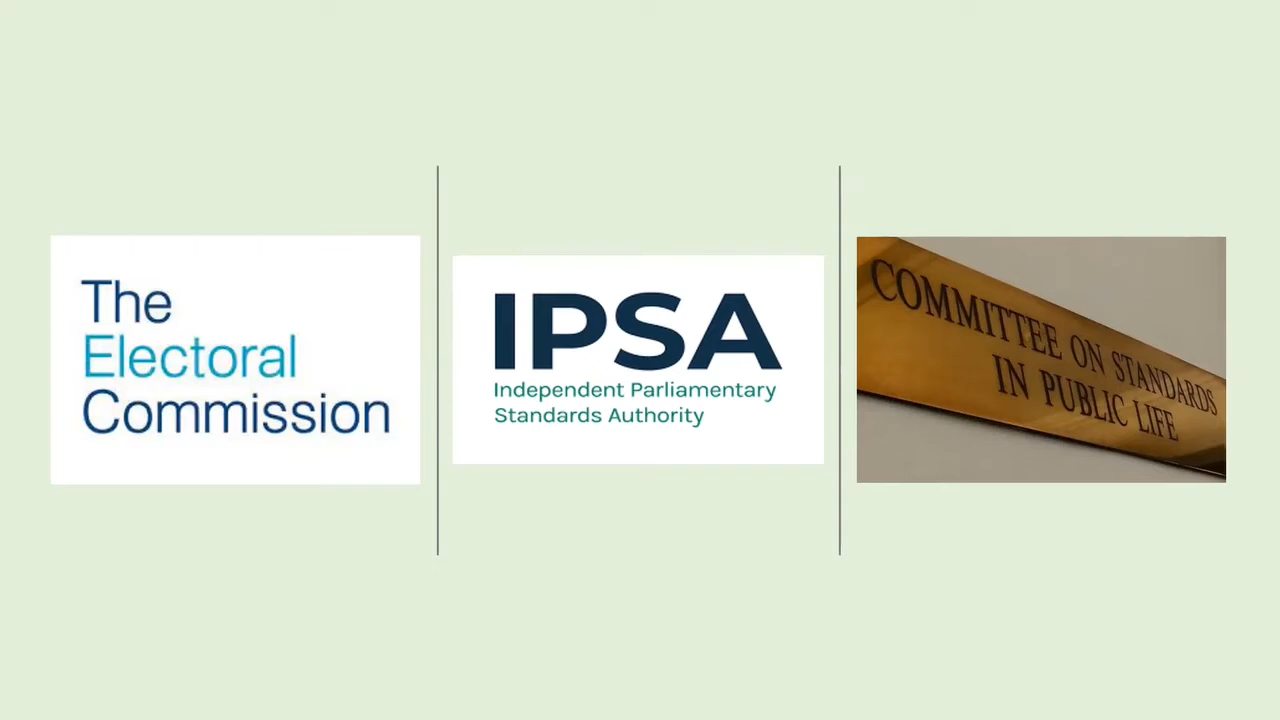 The
Electoral
Commission
IPSA
Independent Parliamentary
Standards Authority
COMMITTEE ON STANDARDS
IN PUBLIC LIFE